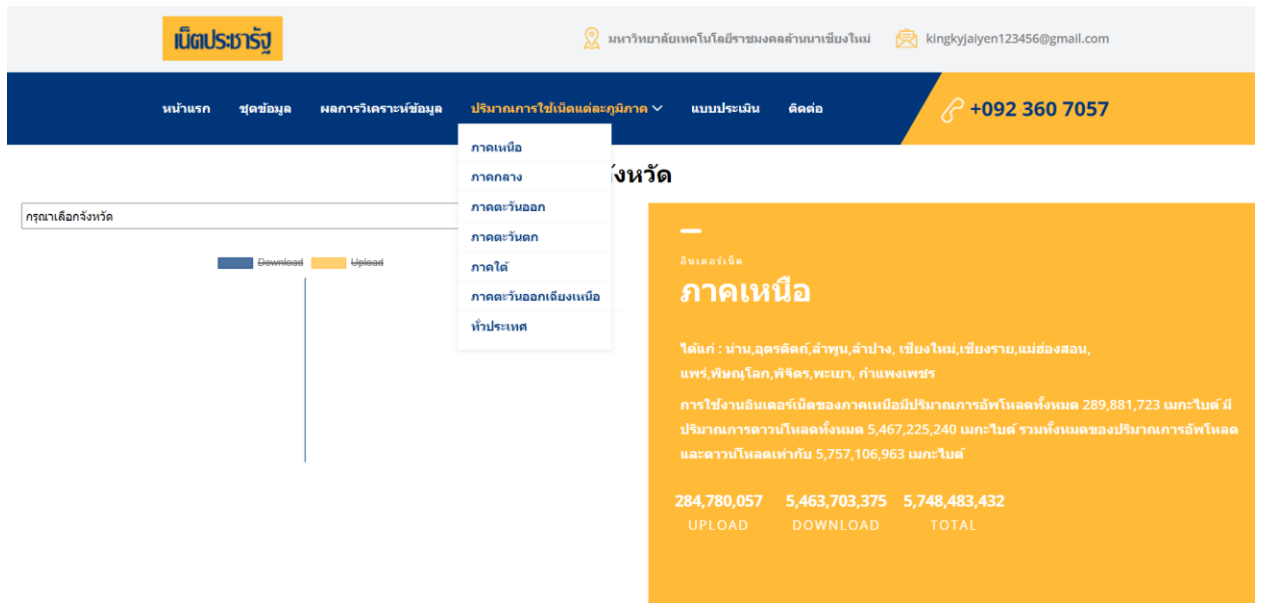 เน็ตประชารัฐ
มหาวิทยาลัยเทคโนโลยีราชมงคลล้านนาเชียงใหม่
kingkyjaiyen123456@gmail.com
หน้าแรก ชุดข้อมูล ผลการวิเคราะห์ข้อมูล ปริมาณการใช้เน็ตแต่ละภูมิภาค แบบประเมิน ติดต่อ
+092 360 7057
ภาคเหนือ
ภาคกลาง
ภาคตะวันออก
ภาคตะวันตก
ภาคใต้
ภาคตะวันออกเฉียงเหนือ
ทั่วประเทศ
จังหวัด
กรุณาเลือกจังหวัด
Download Upload
อินเตอร์เน็ต
ภาคเหนือ
ได้แก่ : น่าน,อุตรดิตถ์,ลำพูน,ลำปาง, เชียงใหม่,เชียงราย,แม่ฮ่องสอน,
แพร่,พิษณุโลก,พิจิตร,พะเยา, กำแพงเพชร
การใช้งานอินเตอร์เน็ตของภาคเหนือมีปริมาณการอัพโหลดทั้งหมด 289,881,723 เมกะไบต์ มี
ปริมาณการดาวน์โหลดทั้งหมด 5,467,225,240 เมกะไบต์ รวมทั้งหมดของปริมาณการอัพโหลด
และดาวน์โหลดเท่ากับ 5,757,106,963 เมกะไบต์
284,780,057 5,463,703,375 5,748,483,432
UPLOAD DOWNLOAD TOTAL